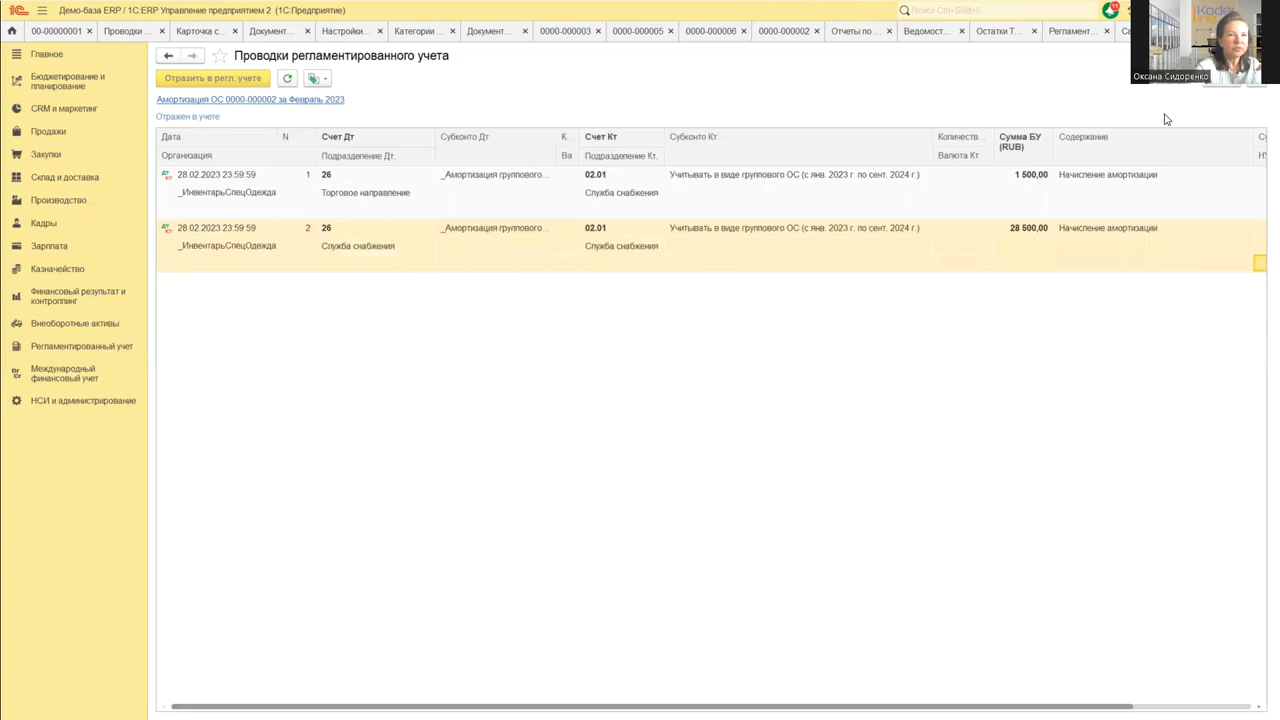 Демо-база ERP / 1С:ERP Управление предприятием 2 (1С:Предприятие)
Поиск Ctrl+Shift+F
11
00-00000001 × Проводки ... × Карточка с... × Документ... × Настройки... × Категории ... × Документ... × 0000-000003 × 0000-000005 × 0000-000006 × 0000-000002 × Отчеты по ... × Ведомост... × Остатки Т... × Регламент... ×
Оксана Сидоренко
Главное
Бюджетирование и
планирование
CRM и маркетинг
Продажи
Закупки
Склад и доставка
Производство
Кадры
Зарплата
Казначейство
Финансовый результат и
контроллинг
Внеоборотные активы
Регламентированный учет
Международный
финансовый учет
НСИ и администрирование
Проводки регламентированного учета
Отразить в регл. учете
Амортизация ОС 0000-000002 за Февраль 2023
Отражен в учете
Дата N Счет Дт Субконто Дт К... Счет Кт Субконто Кт Количеств... Сумма БУ (RUB) Содержание
Организация Подразделение Дт, Ва Подразделение Кт, Валюта Кт
28.02.2023 23:59:59 1 26 _Амортизация группового... 02.01 Учитывать в виде группового ОС (с янв. 2023 г. по сент. 2024 г.) 1 500,00 Начисление амортизации
_ИнвентарьСпецОдежда Торговое направление Служба снабжения
28.02.2023 23:59:59 2 26 _Амортизация группового... 02.01 Учитывать в виде группового ОС (с янв. 2023 г. по сент. 2024 г.) 28 500,00 Начисление амортизации
_ИнвентарьСпецОдежда Служба снабжения Служба снабжения